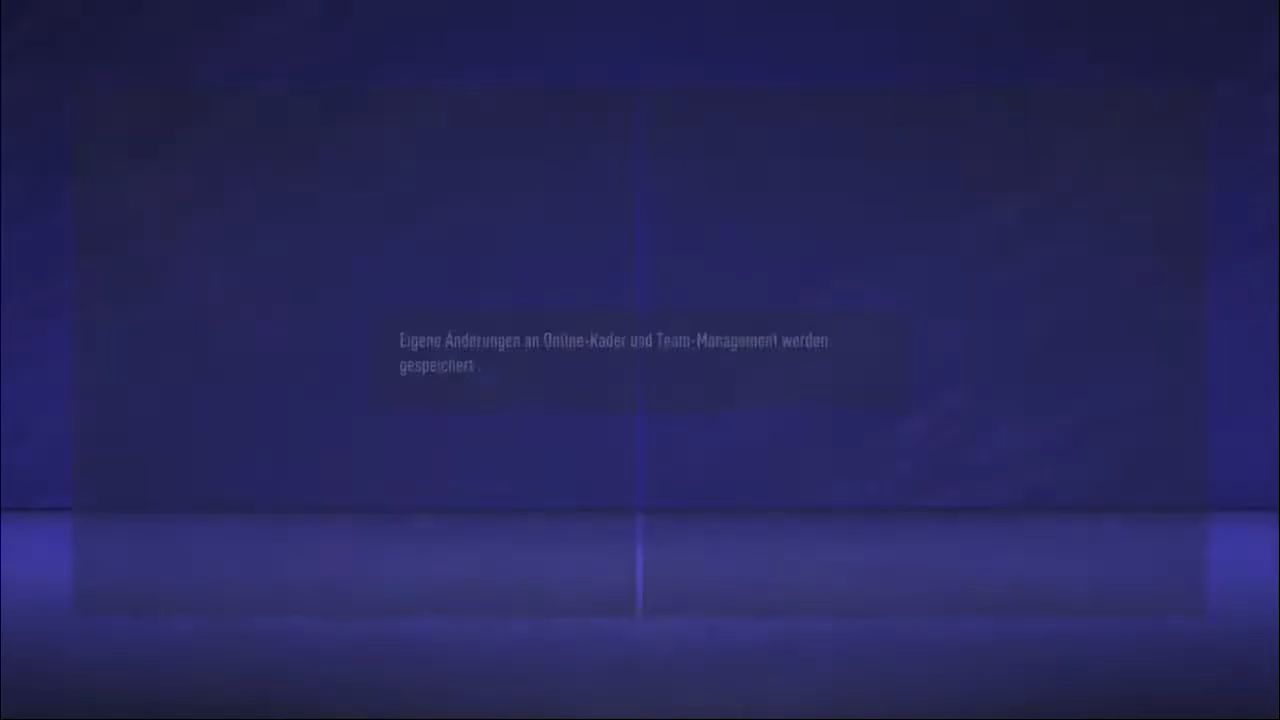 Eigene Änderungen an Online-Kader und Team-Management werden
gespeichert .